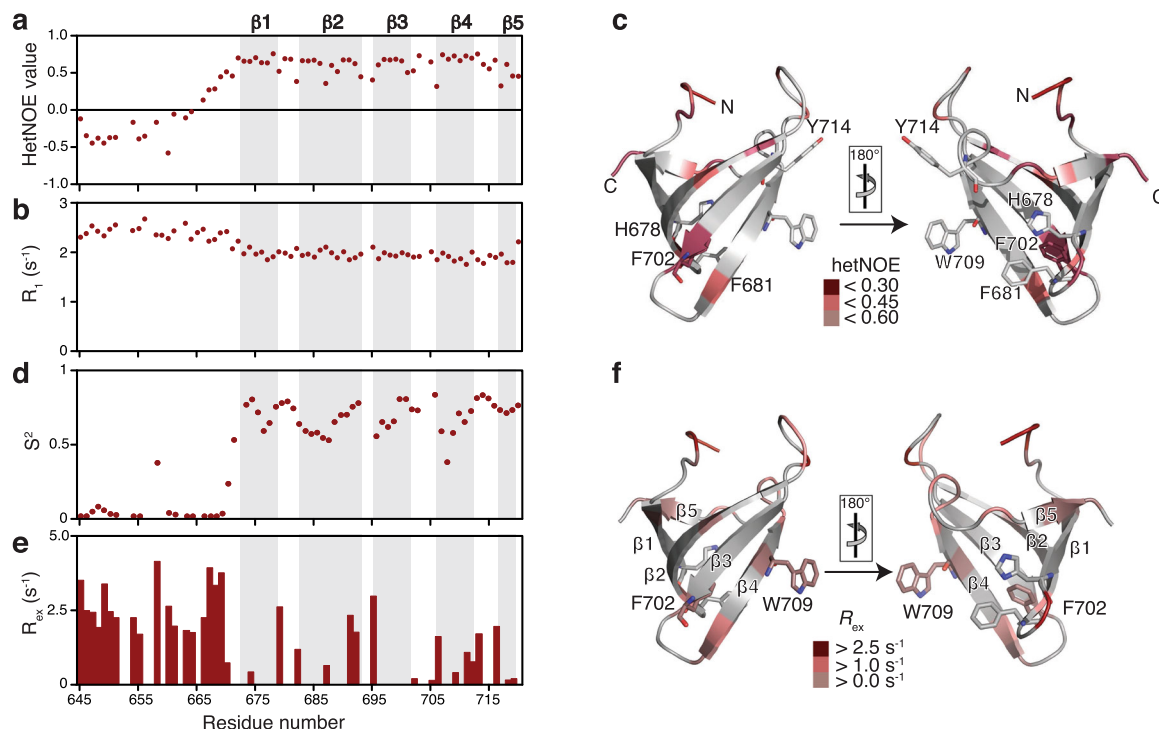 a
β1 β2 β3 β4 β5
HetNOE value
1.0
0.5
0.0
-0.5
-1.0
b
R1 (s-1)
3
2
1
0
c
N
Y714
C
H678
F702
F681
180°
hetNOE
< 0.30
< 0.45
< 0.60
N
Y714
H678
C
F702
W709
F681
d
S2
1
0.5
0
e
Rex (s-1)
5.0
2.5
0
645 655 665 675 685 695 705 715
Residue number
f
β5
β1
β3
β2
β4
F702
W709
180°
Rex
> 2.5 s-1
> 1.0 s-1
> 0.0 s-1
β5
β2
β3
β1
β4
W709
F702